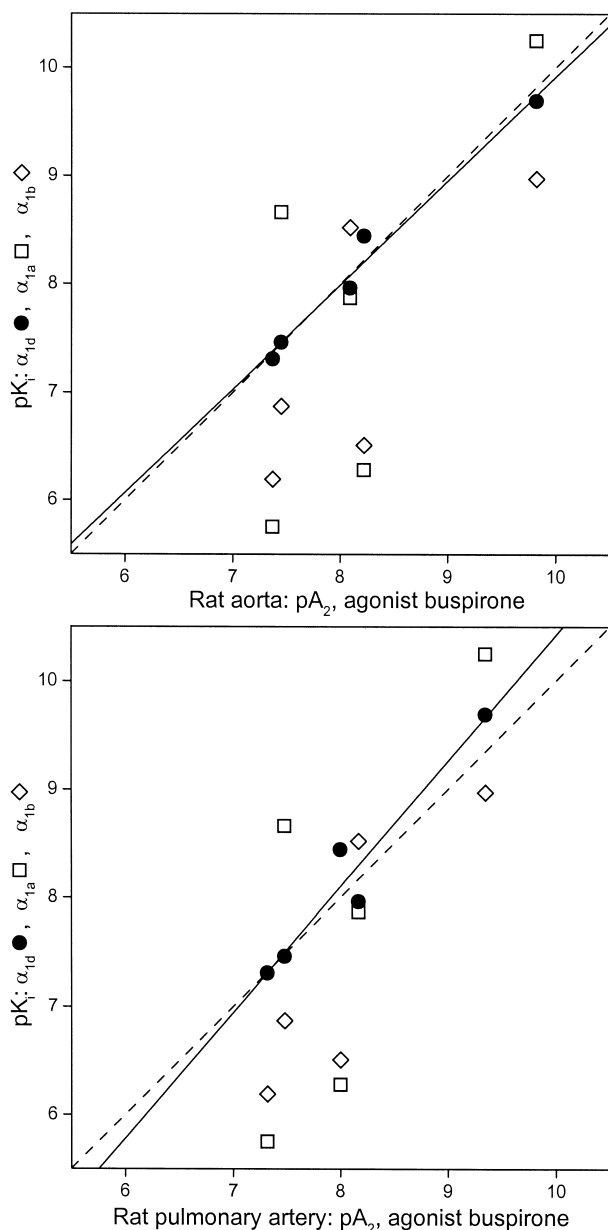 pKᵢ: ● α₁d , □ α₁a , ◇ α₁b
10
9
8
7
6
6 7 8 9 10
Rat aorta: pA₂, agonist buspirone
pKᵢ: ● α₁d , □ α₁a , ◇ α₁b
10
9
8
7
6
6 7 8 9 10
Rat pulmonary artery: pA₂, agonist buspirone